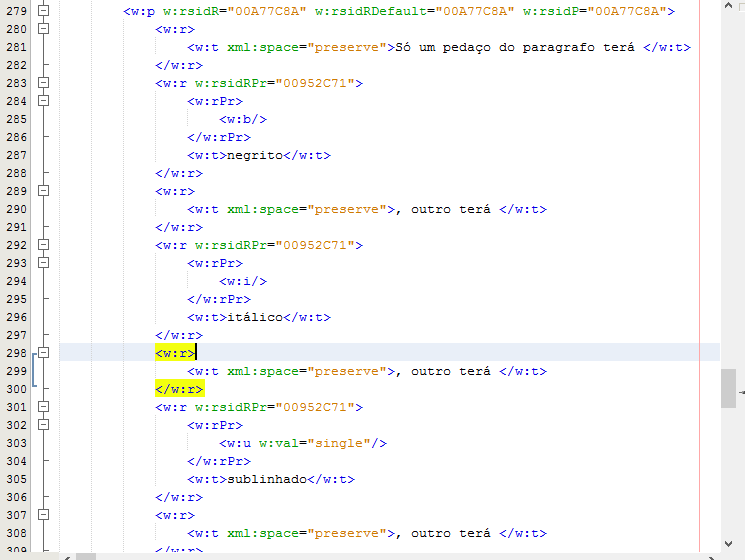 279 <w:p w:rsidR="00A77C8A" w:rsidRDefault="00A77C8A" w:rsidP="00A77C8A">
280 <w:r>
281 <w:t xml:space="preserve">Só um pedaço do paragrafo terá </w:t>
282 </w:r>
283 <w:r w:rsidRPr="00952C71">
284 <w:rPr>
285 <w:b/>
286 </w:rPr>
287 <w:t>negrito</w:t>
288 </w:r>
289 <w:r>
290 <w:t xml:space="preserve">, outro terá </w:t>
291 </w:r>
292 <w:r w:rsidRPr="00952C71">
293 <w:rPr>
294 <w:i/>
295 </w:rPr>
296 <w:t>itálico</w:t>
297 </w:r>
298 <w:r>
299 <w:t xml:space="preserve">, outro terá </w:t>
300 </w:r>
301 <w:r w:rsidRPr="00952C71">
302 <w:rPr>
303 <w:u w:val="single"/>
304 </w:rPr>
305 <w:t>sublinhado</w:t>
306 </w:r>
307 <w:r>
308 <w:t xml:space="preserve">, outro terá </w:t>
309 </w:r>